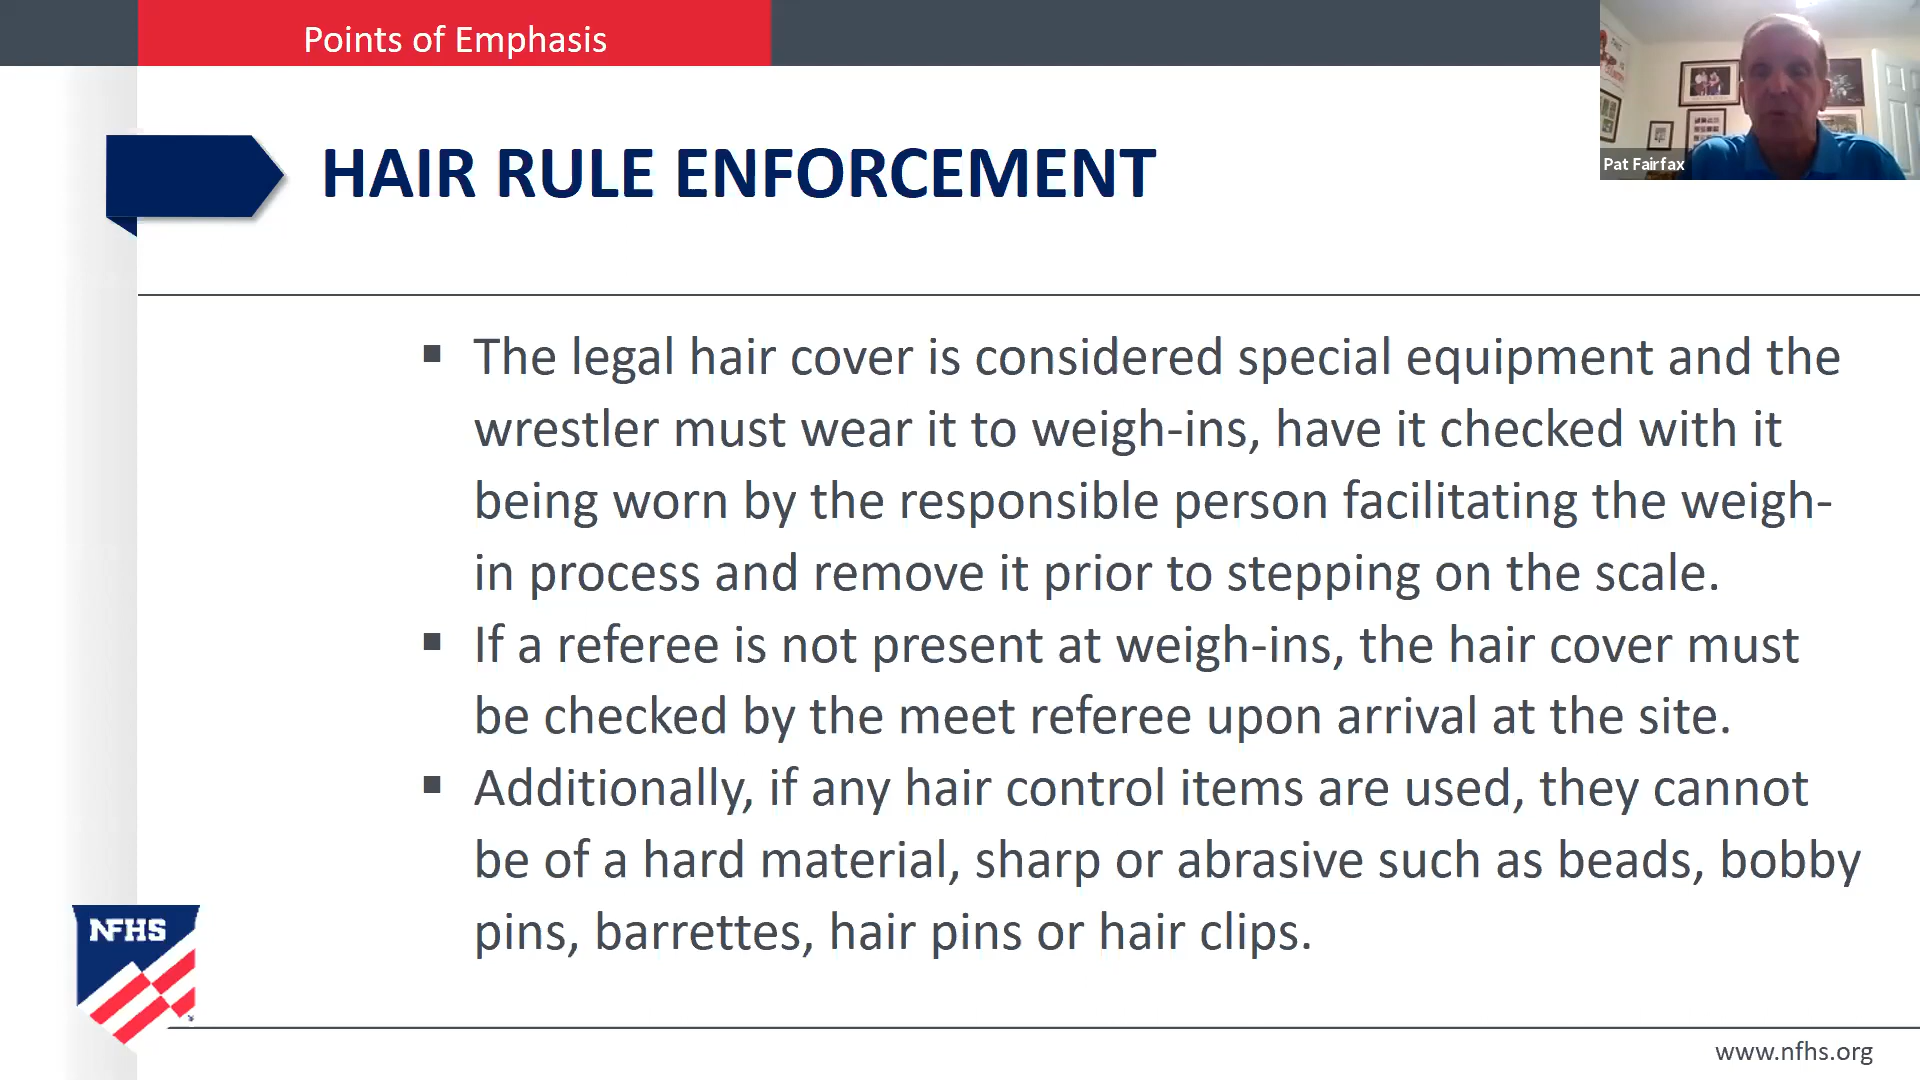 Points of Emphasis
Pat Fairfax
HAIR RULE ENFORCEMENT
▪ The legal hair cover is considered special equipment and the
wrestler must wear it to weigh-ins, have it checked with it
being worn by the responsible person facilitating the weigh-
in process and remove it prior to stepping on the scale.
▪ If a referee is not present at weigh-ins, the hair cover must
be checked by the meet referee upon arrival at the site.
▪ Additionally, if any hair control items are used, they cannot
be of a hard material, sharp or abrasive such as beads, bobby
pins, barrettes, hair pins or hair clips.
NFHS
www.nfhs.org